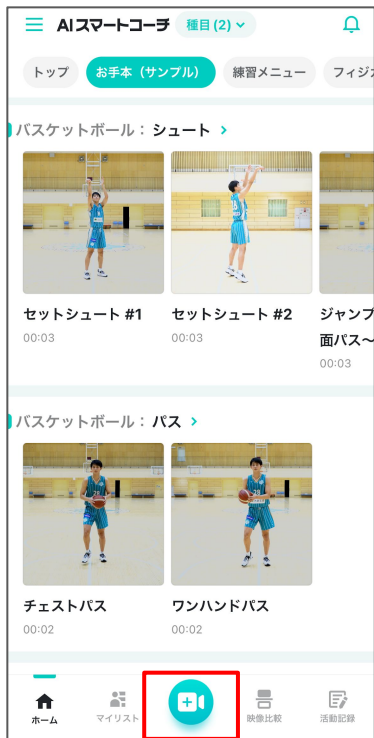 AIスマートコーチ 種目(2)
トップ お手本（サンプル） 練習メニュー フィジカ
バスケットボール：シュート >
セットシュート #1 セットシュート #2 ジャンプ
面パス〜
00:03 00:03 00:03
バスケットボール：パス >
チェストパス ワンハンドパス
00:02 00:02
ホーム マイリスト 映像比較 活動記録